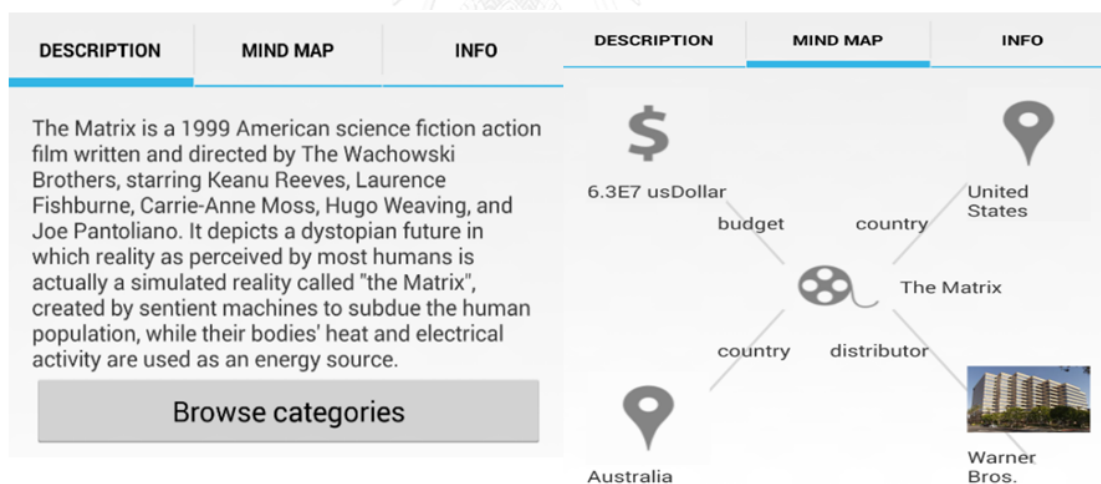 DESCRIPTION MIND MAP INFO
The Matrix is a 1999 American science fiction action
film written and directed by The Wachowski
Brothers, starring Keanu Reeves, Laurence
Fishburne, Carrie-Anne Moss, Hugo Weaving, and
Joe Pantoliano. It depicts a dystopian future in
which reality as perceived by most humans is
actually a simulated reality called "the Matrix",
created by sentient machines to subdue the human
population, while their bodies' heat and electrical
activity are used as an energy source.
Browse categories
DESCRIPTION MIND MAP INFO
$
6.3E7 usDollar
United
States
budget country
The Matrix
country distributor
Australia
Warner
Bros.